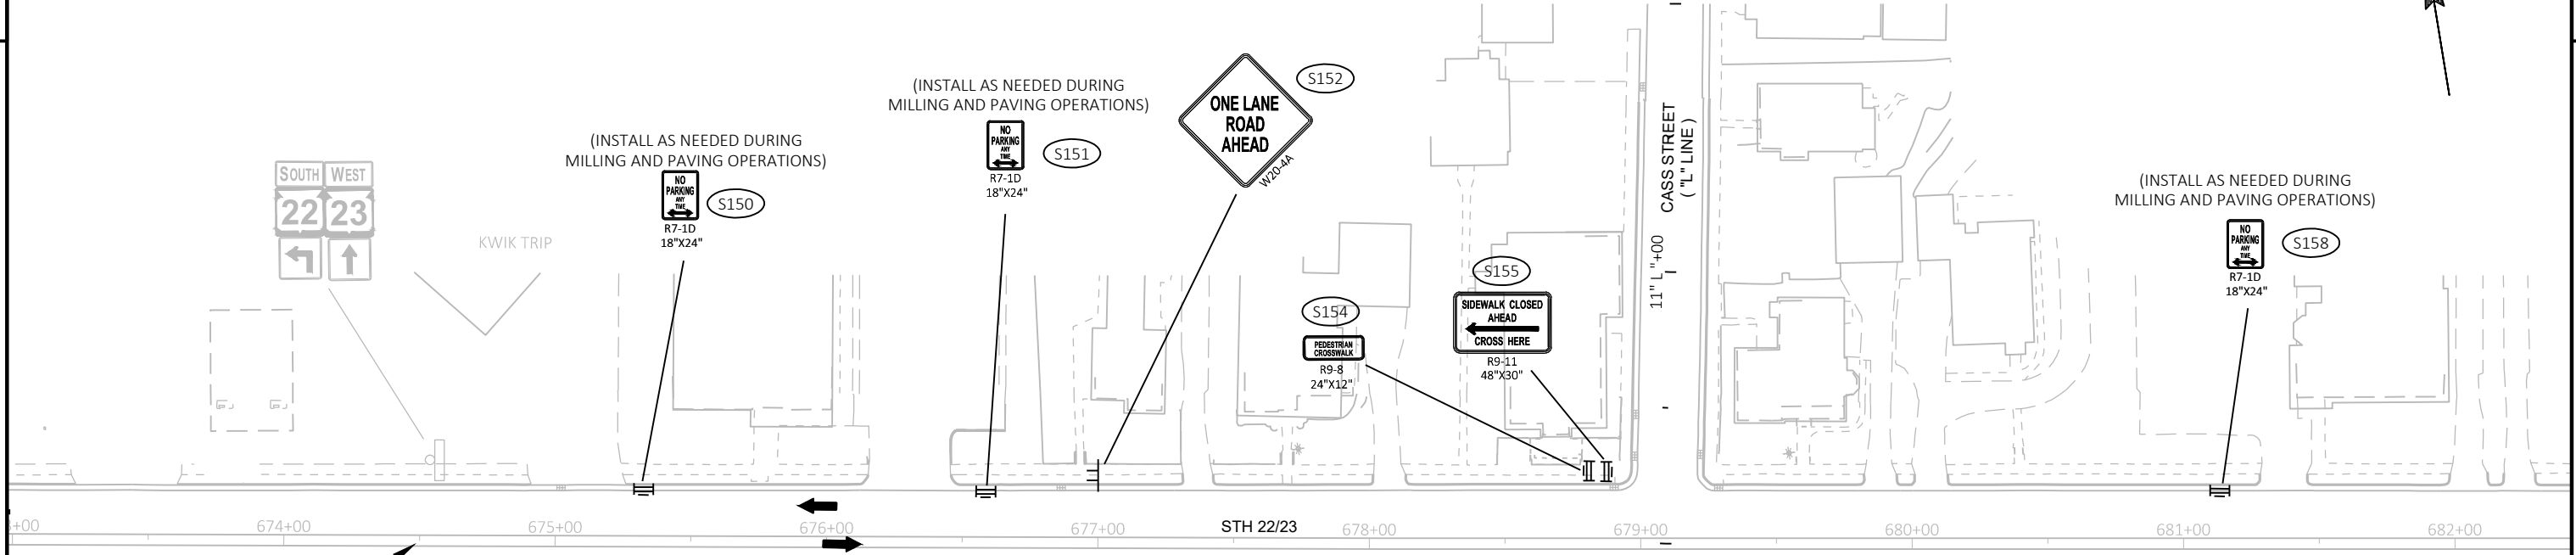 SOUTH WEST
22 23
KWIK TRIP
(INSTALL AS NEEDED DURING
MILLING AND PAVING OPERATIONS)
NO
PARKING
ANY
TIME
S150
R7-1D
18"X24"
(INSTALL AS NEEDED DURING
MILLING AND PAVING OPERATIONS)
NO
PARKING
ANY
TIME
S151
R7-1D
18"X24"
ONE LANE
ROAD
AHEAD
W20-4A
S152
S154
PEDESTRIAN
CROSSWALK
R9-8
24"X12"
S155
SIDEWALK CLOSED
AHEAD
CROSS HERE
R9-11
48"X30"
CASS STREET
( "L" LINE )
11" L "+00
(INSTALL AS NEEDED DURING
MILLING AND PAVING OPERATIONS)
NO
PARKING
ANY
TIME
S158
R7-1D
18"X24"
STH 22/23
+00 674+00 675+00 676+00 677+00 678+00 679+00 680+00 681+00 682+00